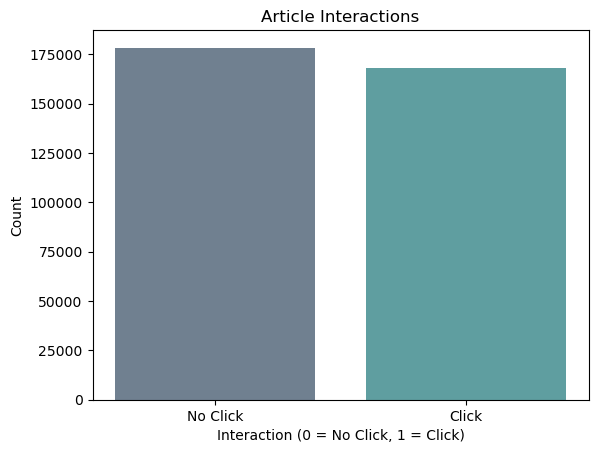 Article Interactions
175000
150000
125000
100000
75000
50000
25000
0
Count
No Click
Click
Interaction (0 = No Click, 1 = Click)